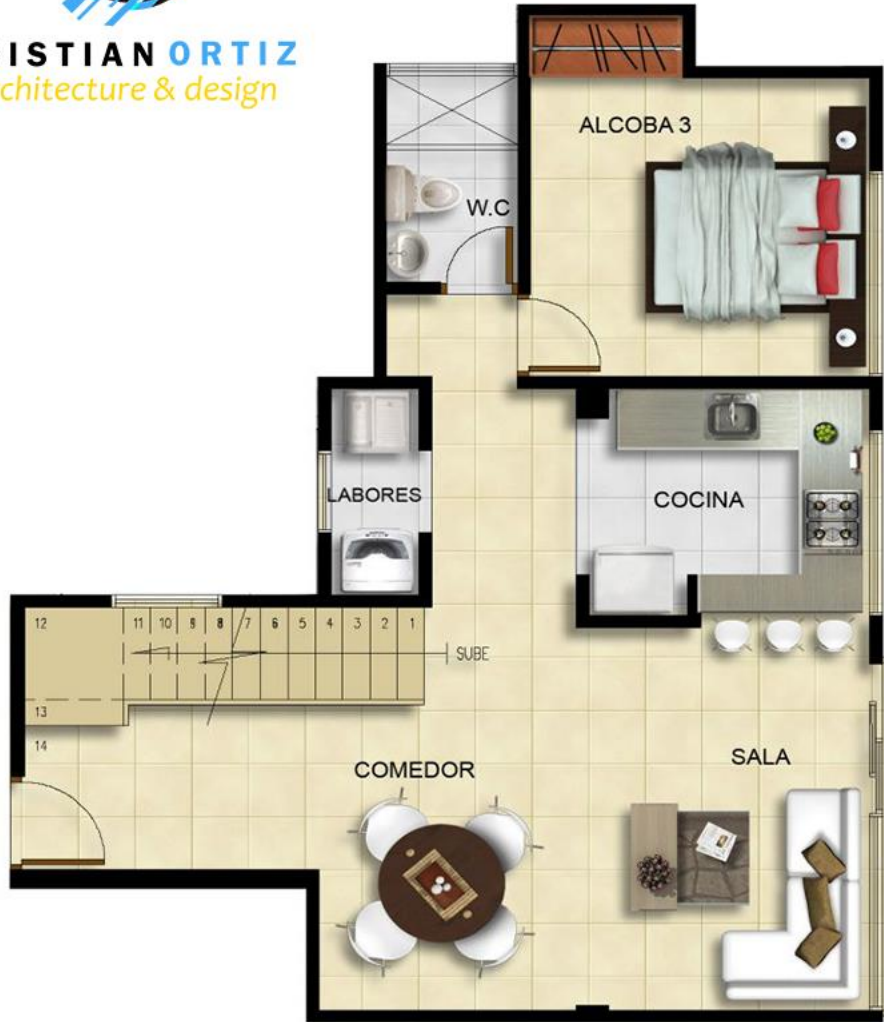 ISTIAN ORTIZ
chitecture & design
ALCOBA 3
W.C
LABORES
COCINA
12 11 10 9 8 7 6 5 4 3 2 1
SUBE
13
14
COMEDOR
SALA